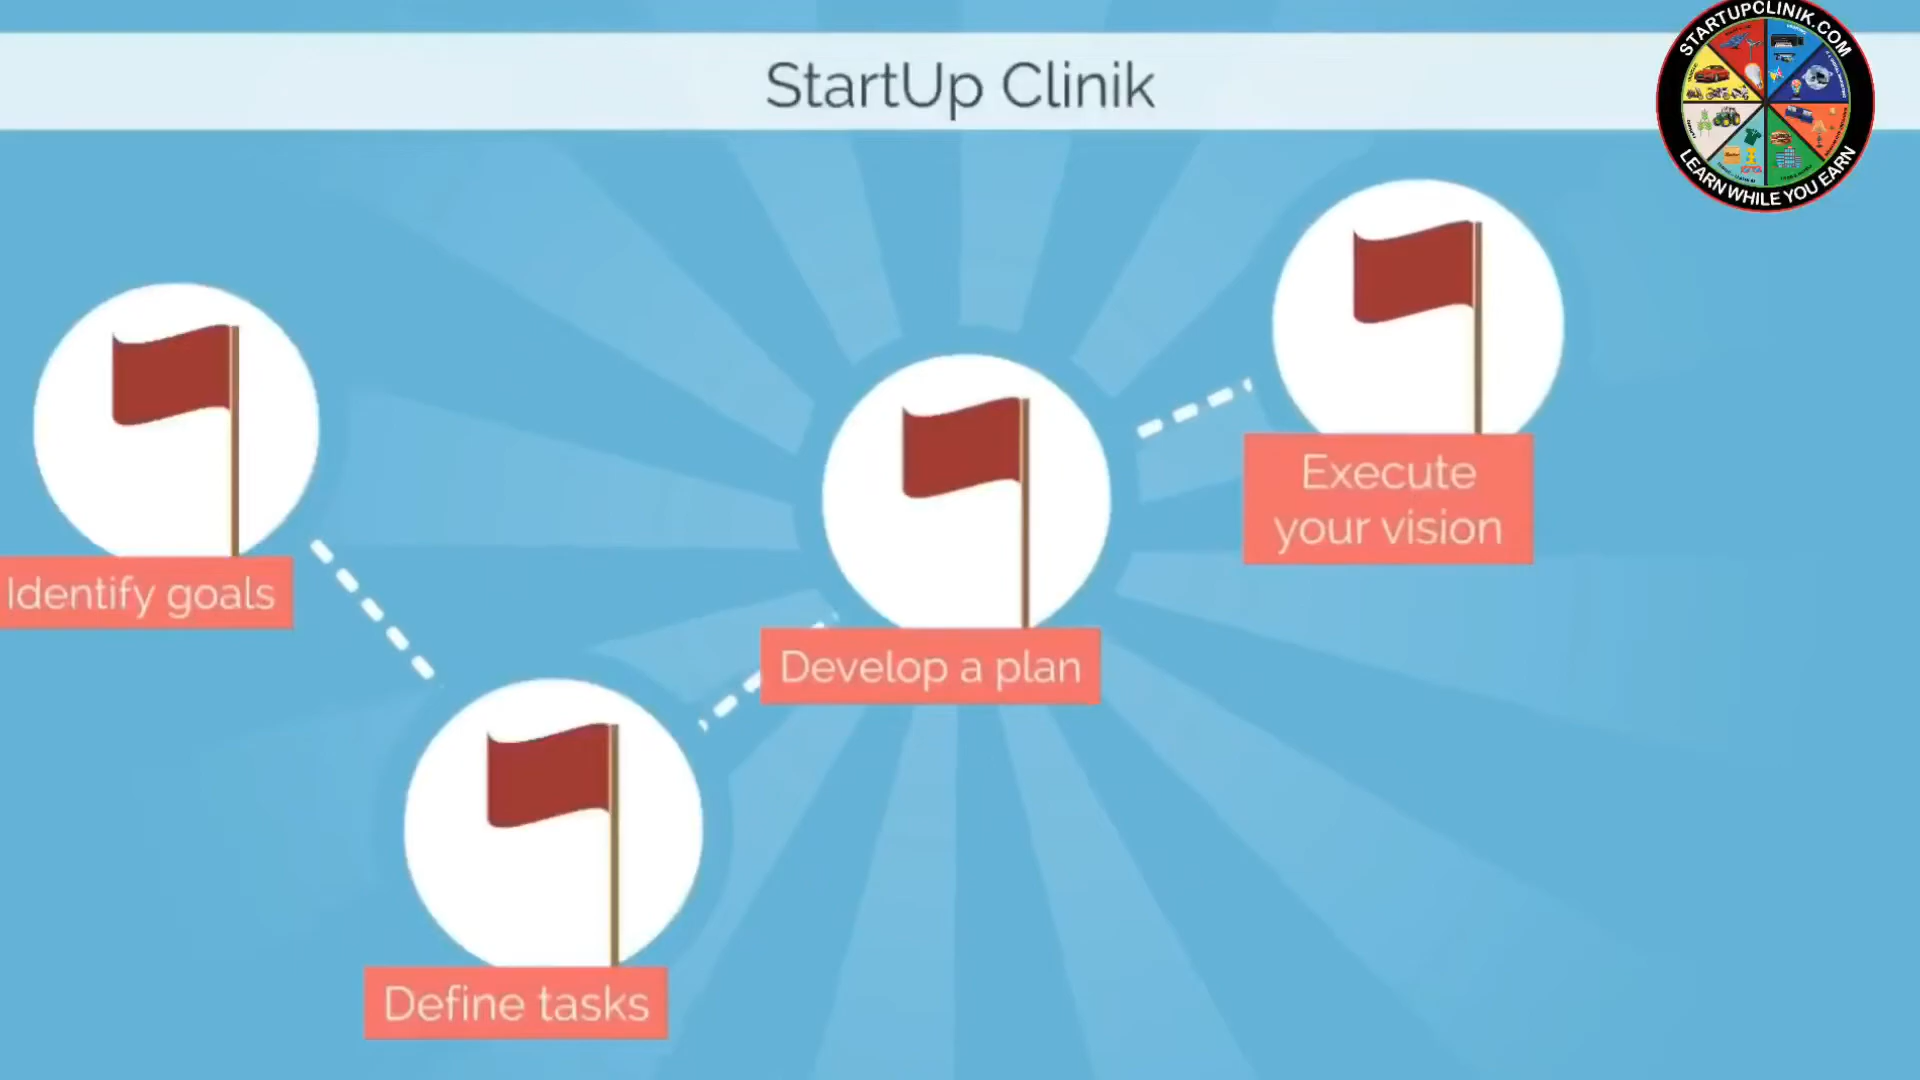 StartUp Clinik
STARTUPCLINIK.COM
LEARN WHILE YOU EARN
Identify goals
Define tasks
Develop a plan
Execute
your vision